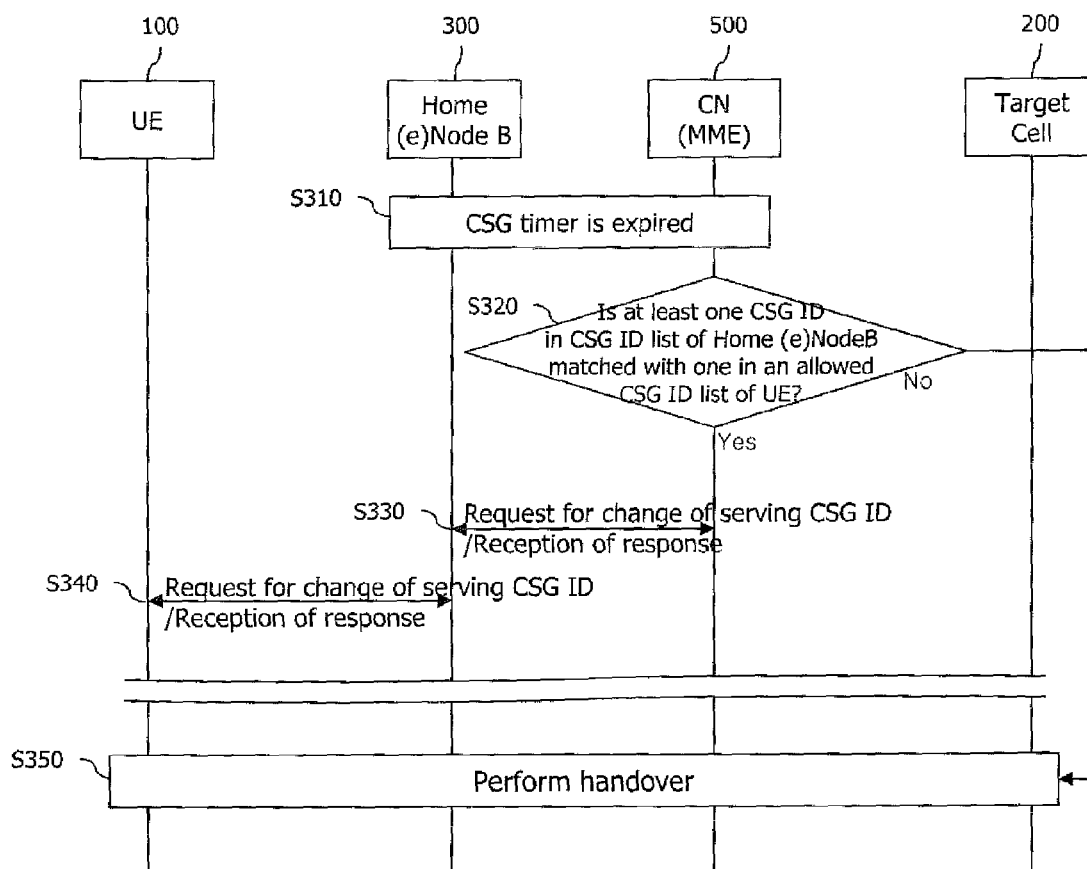 100
300
500
200
UE
Home
(e)Node B
CN
(MME)
Target
Cell
S310
CSG timer is expired
S320
Is at least one CSG ID
in CSG ID list of Home (e)NodeB
matched with one in an allowed
CSG ID list of UE?
No
Yes
S330
Request for change of serving CSG ID
/Reception of response
S340
Request for change of serving CSG ID
/Reception of response
S350
Perform handover